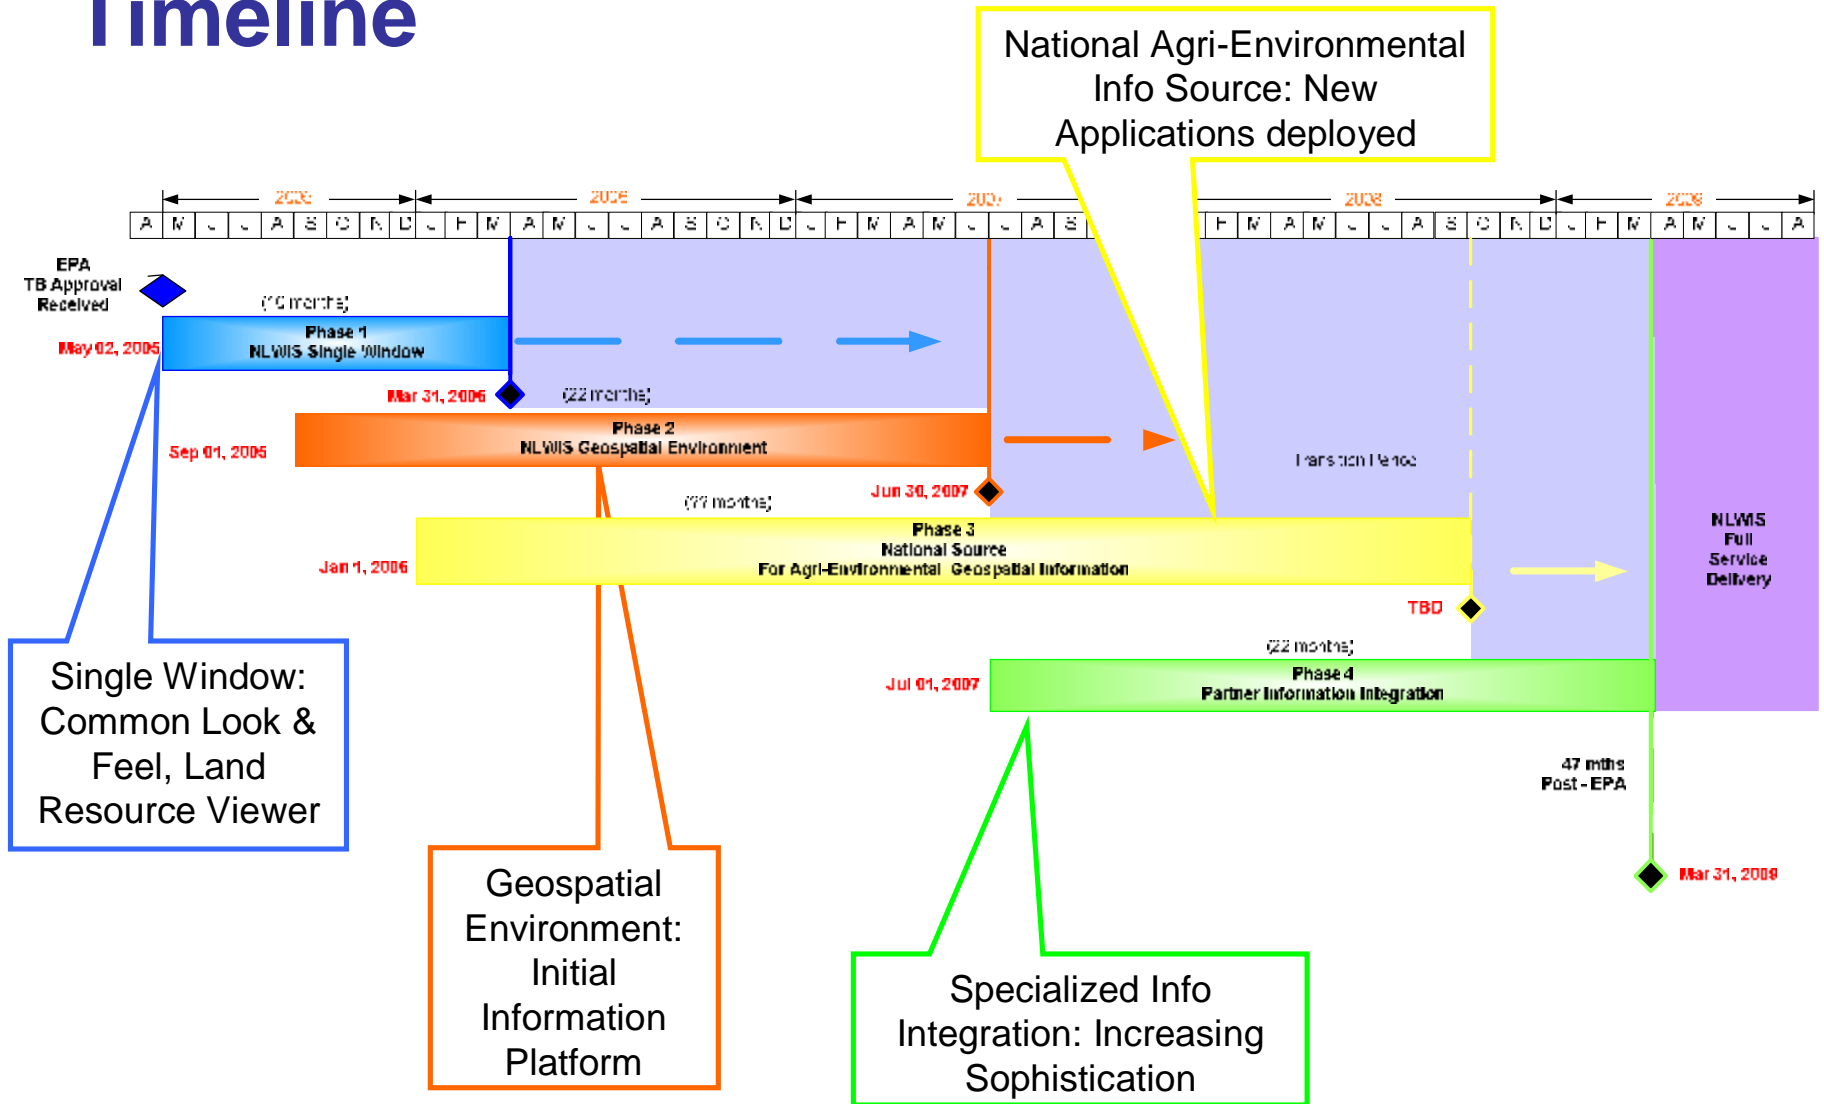 Timeline
National Agri-Environmental
Info Source: New
Applications deployed
2006
2007
2008
EPA
TB Approval
Received
May 02, 2005
Phase 1
NLWIS Single Window
Mar 31, 2006
(22 months)
Phase 2
NLWIS Geospatial Environment
Sep 01, 2005
Transition Period
Jun 30, 2007
Phase 3
National Source
For Agri-Environmental Geospatial Information
Jan 1, 2006
NLWIS
Full
Service
Delivery
TBD
(22 months)
Phase 4
Partner Information Integration
Jul 01, 2007
Single Window:
Common Look &
Feel, Land
Resource Viewer
47 mths
Post - EPA
Mar 31, 2009
Geospatial
Environment:
Initial
Information
Platform
Specialized Info
Integration: Increasing
Sophistication